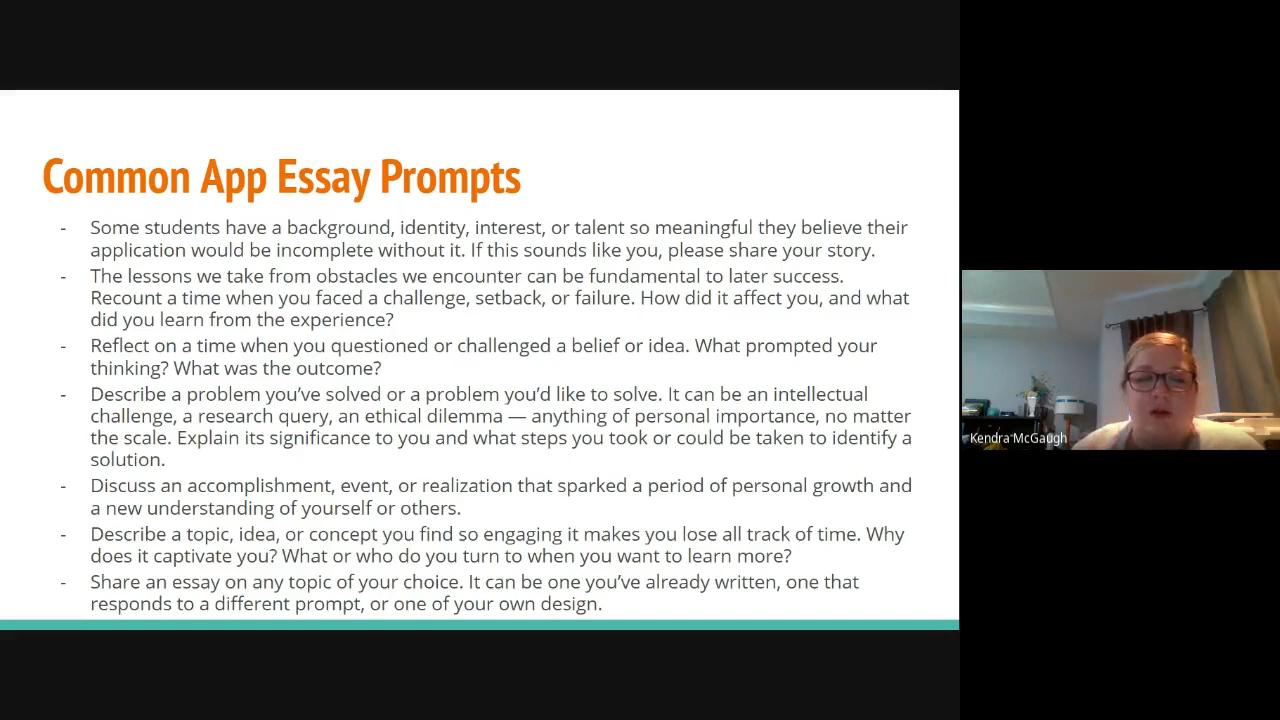 Common App Essay Prompts
- Some students have a background, identity, interest, or talent so meaningful they believe their
application would be incomplete without it. If this sounds like you, please share your story.
- The lessons we take from obstacles we encounter can be fundamental to later success.
Recount a time when you faced a challenge, setback, or failure. How did it affect you, and what
did you learn from the experience?
- Reflect on a time when you questioned or challenged a belief or idea. What prompted your
thinking? What was the outcome?
- Describe a problem you’ve solved or a problem you’d like to solve. It can be an intellectual
challenge, a research query, an ethical dilemma — anything of personal importance, no matter
the scale. Explain its significance to you and what steps you took or could be taken to identify a
solution.
- Discuss an accomplishment, event, or realization that sparked a period of personal growth and
a new understanding of yourself or others.
- Describe a topic, idea, or concept you find so engaging it makes you lose all track of time. Why
does it captivate you? What or who do you turn to when you want to learn more?
- Share an essay on any topic of your choice. It can be one you’ve already written, one that
responds to a different prompt, or one of your own design.
Kendra McGaugh